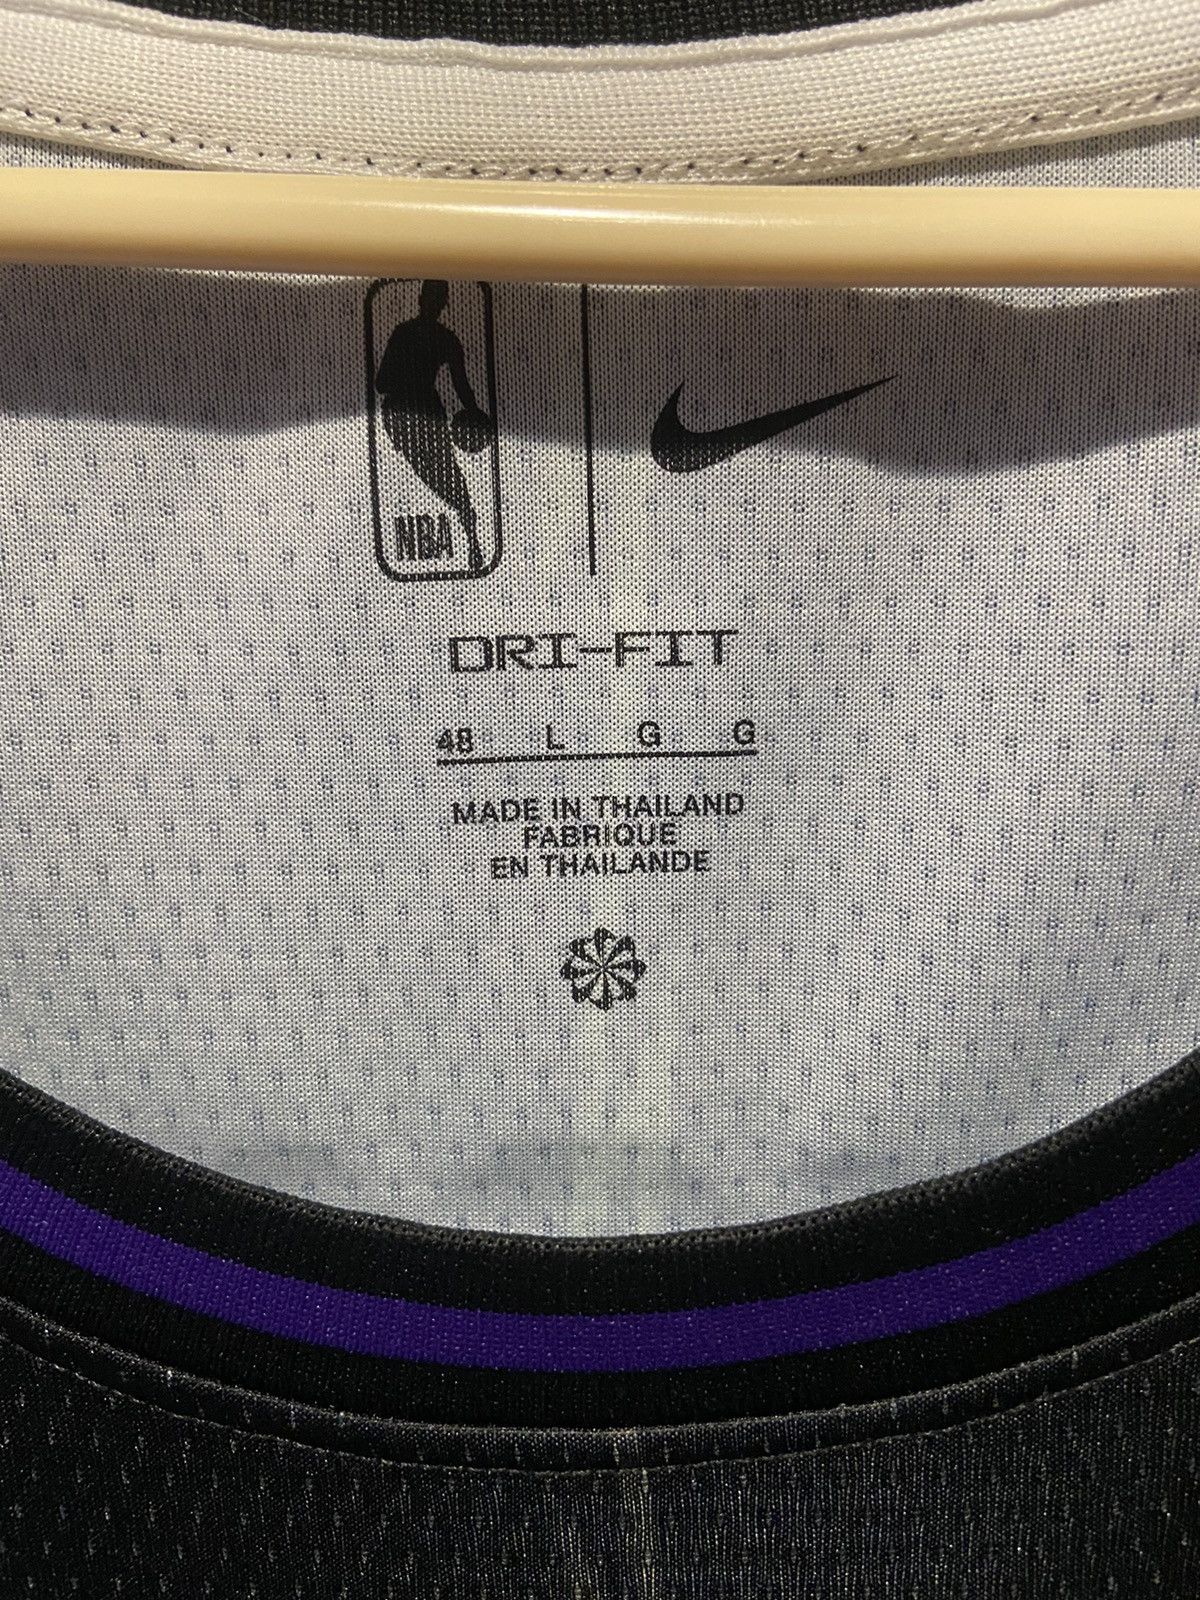 NBA
DRI-FIT
48 L G G
MADE IN THAILAND
FABRIQUE
EN THAILANDE